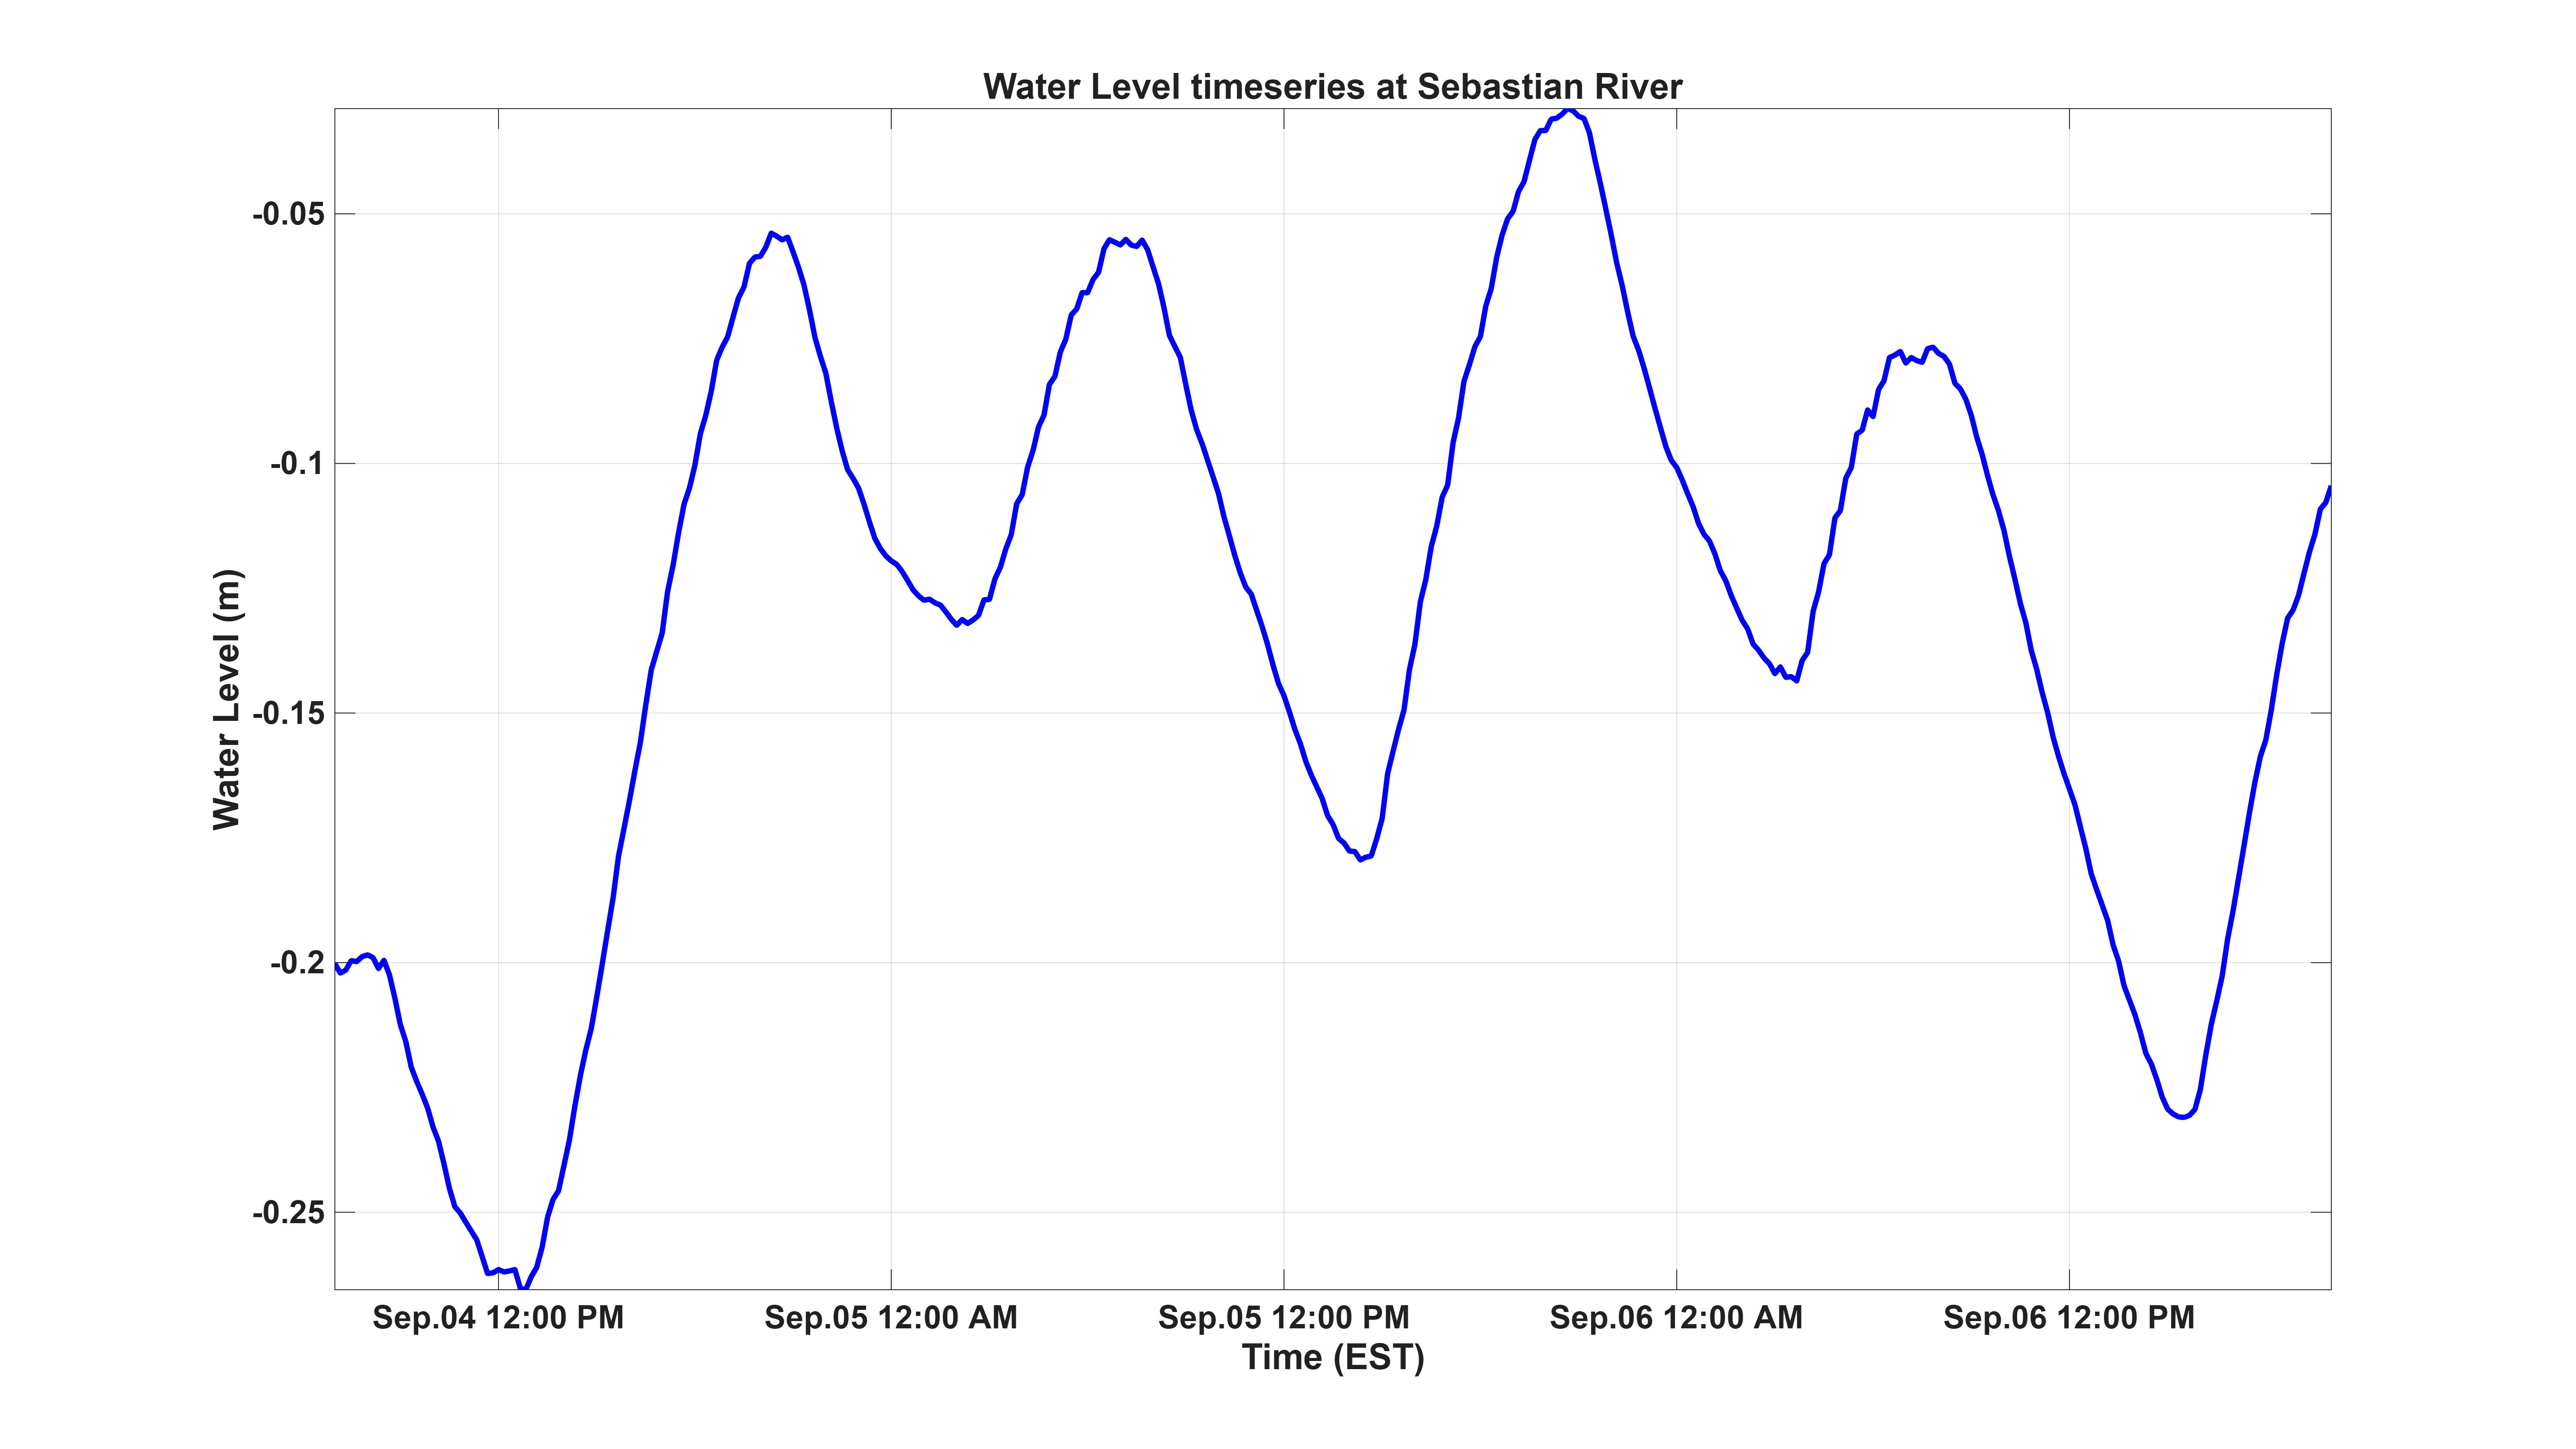 Water Level timeseries at Sebastian River
-0.05
-0.1
-0.15
-0.2
-0.25
Water Level (m)
Sep.04 12:00 PM
Sep.05 12:00 AM
Sep.05 12:00 PM
Sep.06 12:00 AM
Sep.06 12:00 PM
Time (EST)